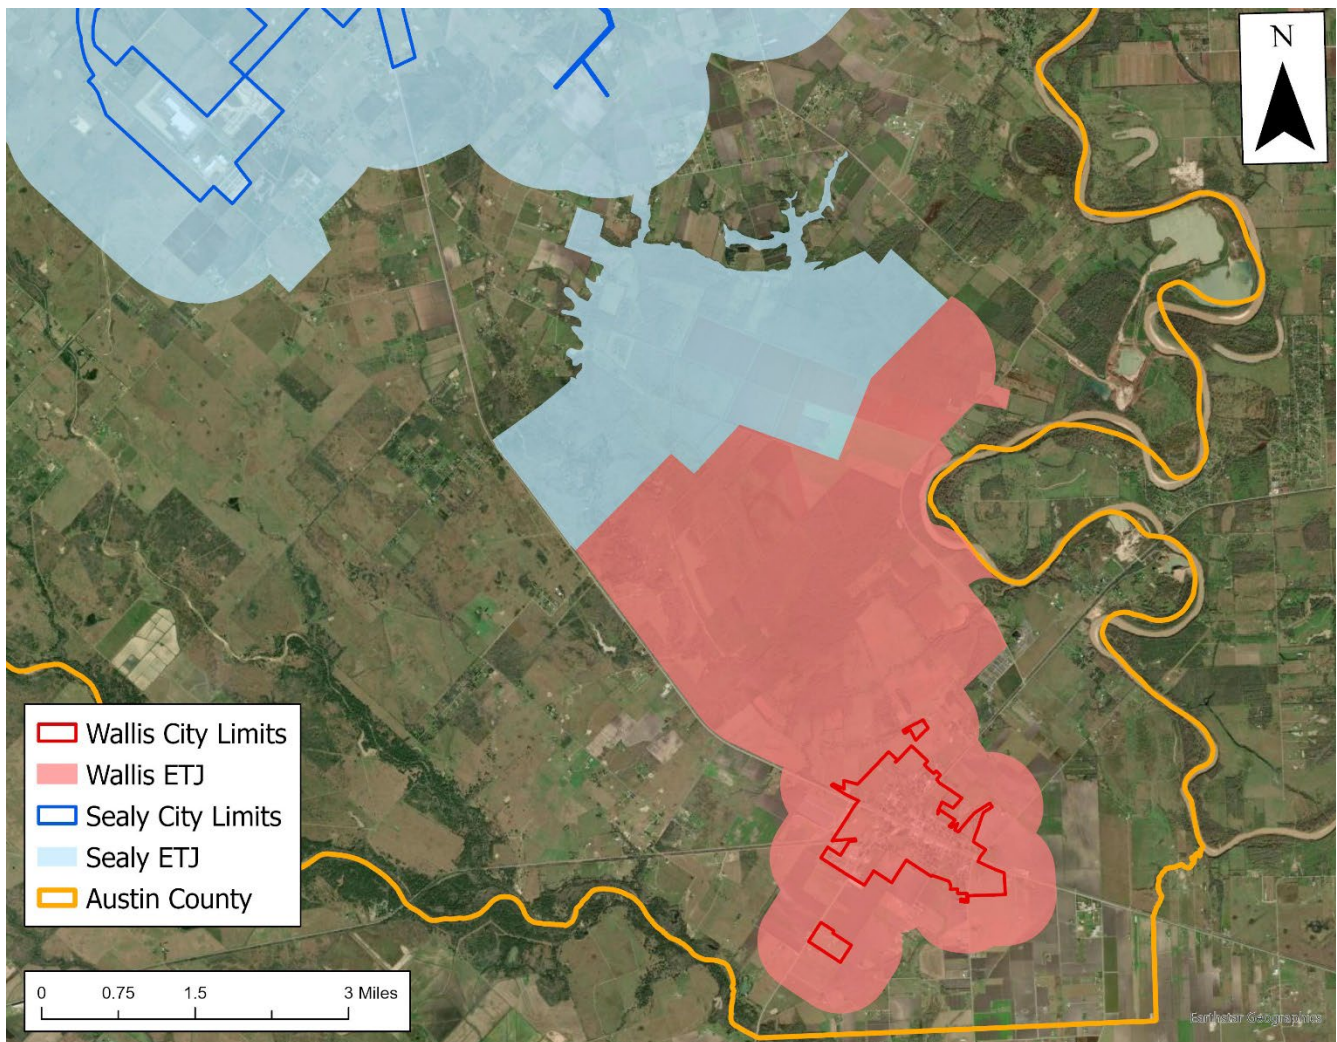 N
Wallis City Limits
Wallis ETJ
Sealy City Limits
Sealy ETJ
Austin County
0 0.75 1.5 3 Miles
Earthstar Geographics